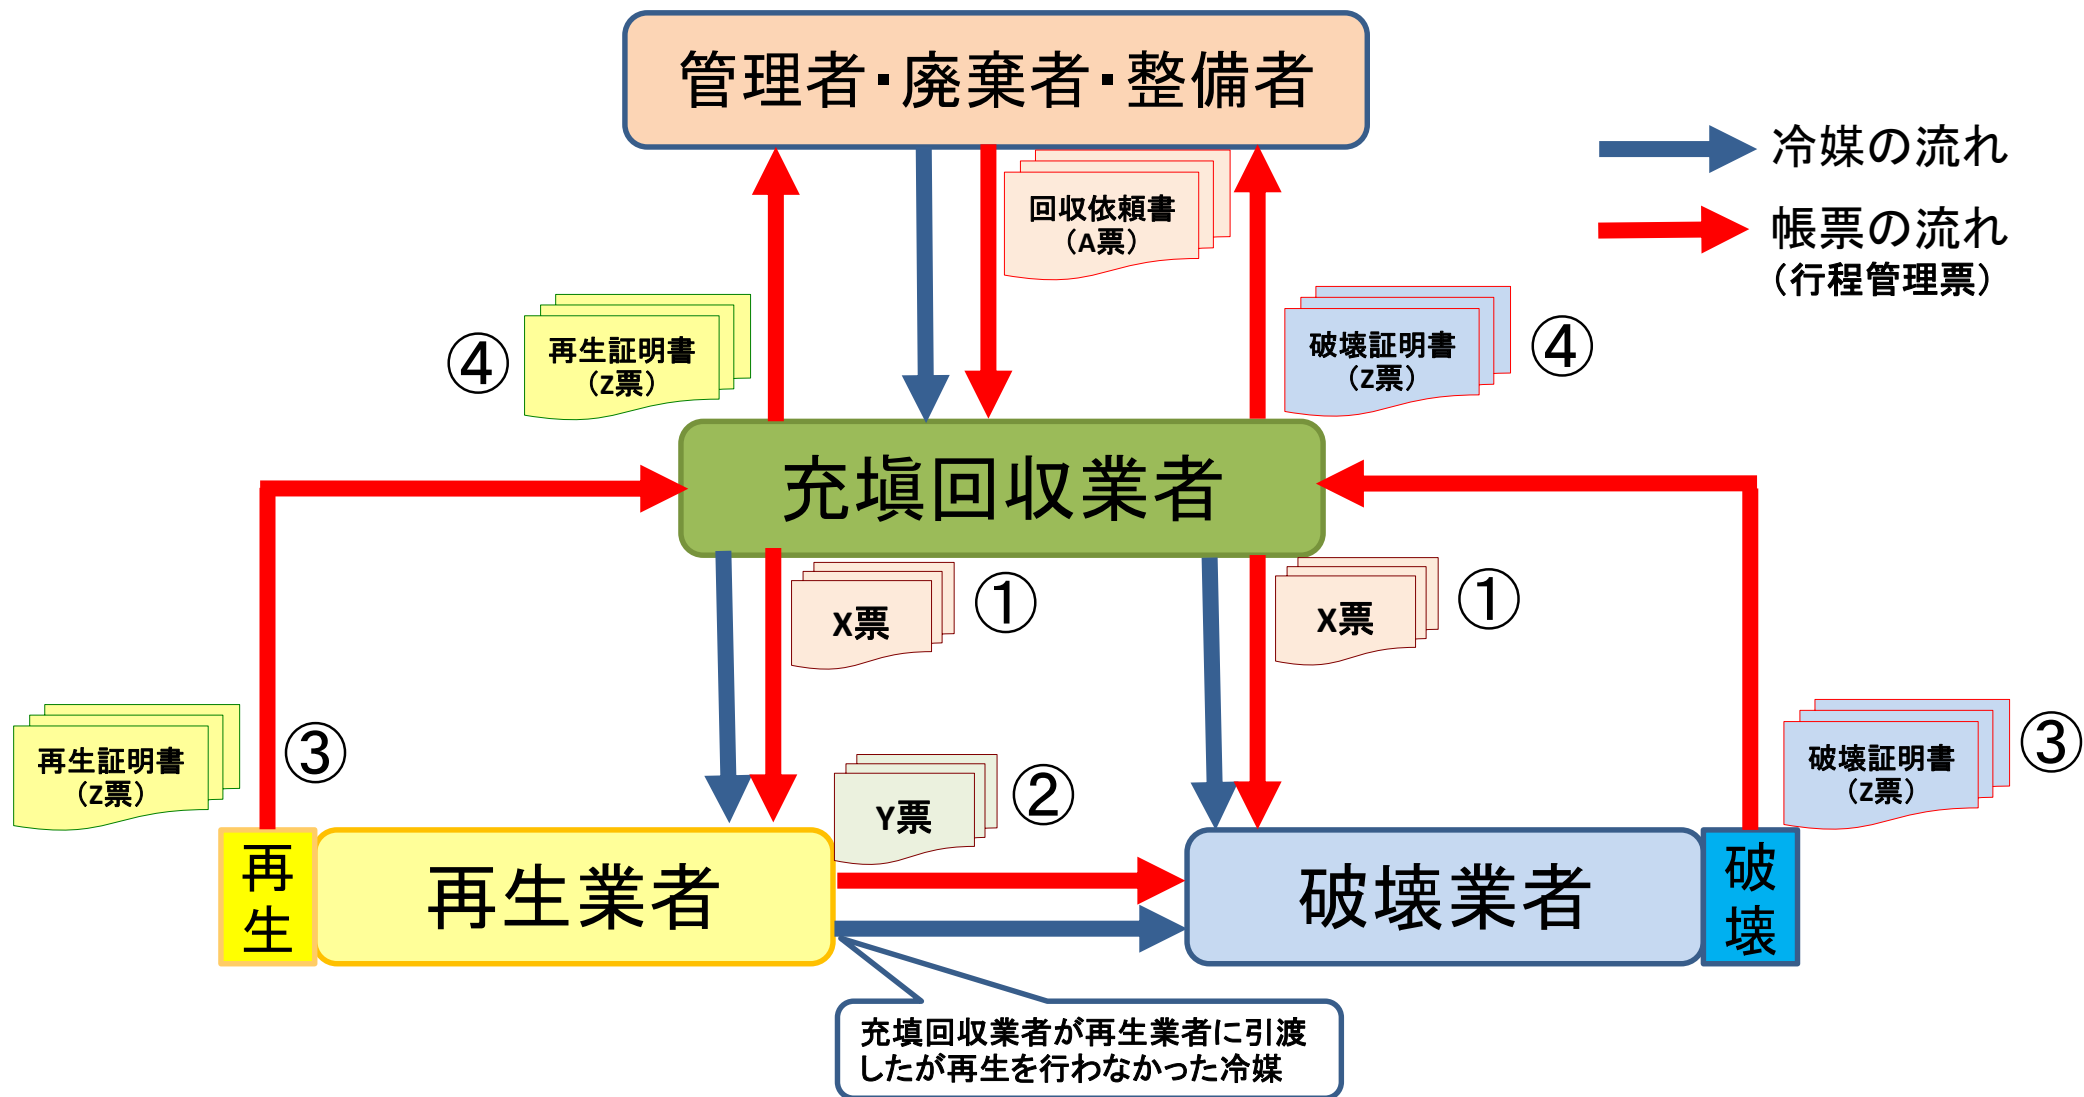 管理者・廃棄者・整備者
冷媒の流れ
帳票の流れ
（行程管理票）
回収依頼書
（A票）
再生証明書
（Z票）
④
破壊証明書
（Z票）
④
充塡回収業者
X票
①
X票
①
再生証明書
（Z票）
③
Y票
②
破壊証明書
（Z票）
③
再生
再生業者
破壊業者
破壊
充填回収業者が再生業者に引渡
したが再生を行わなかった冷媒